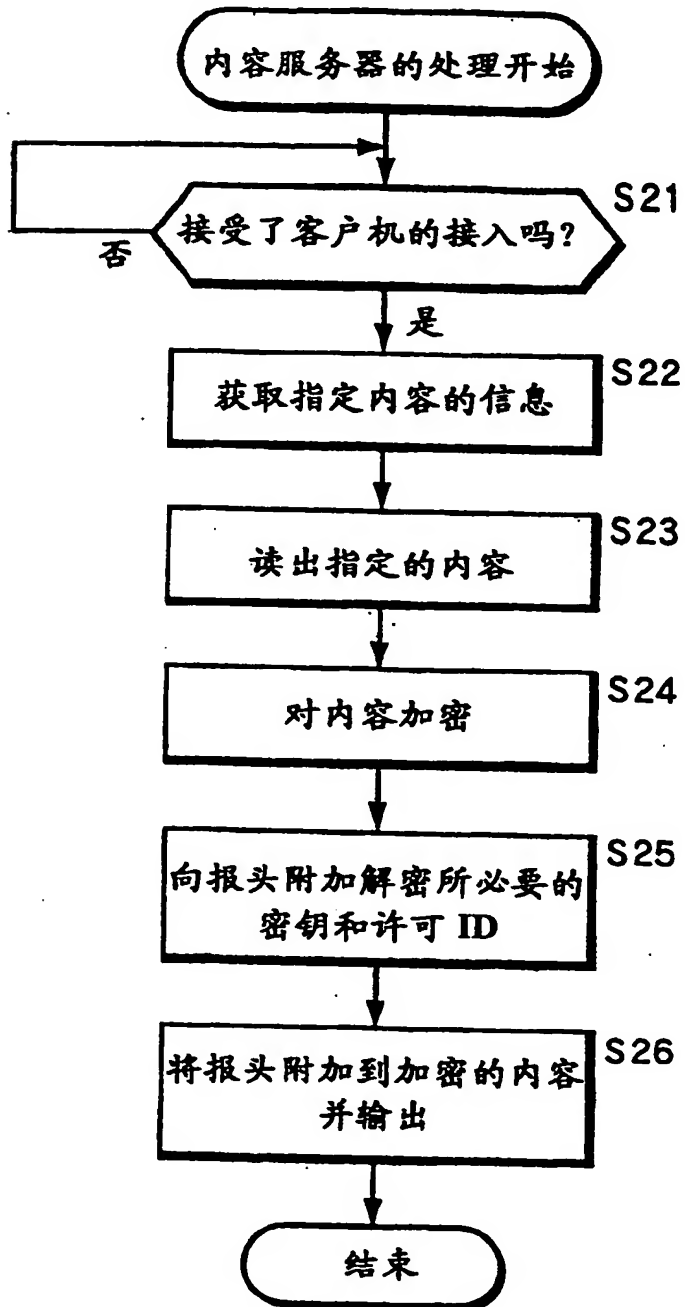 内容服务器的处理开始
S21
接受了客户机的接入吗?
否
是
S22
获取指定内容的信息
S23
读出指定的内容
S24
对内容加密
S25
向报头附加解密所必要的
密钥和许可 ID
S26
将报头附加到加密的内容
并输出
结束